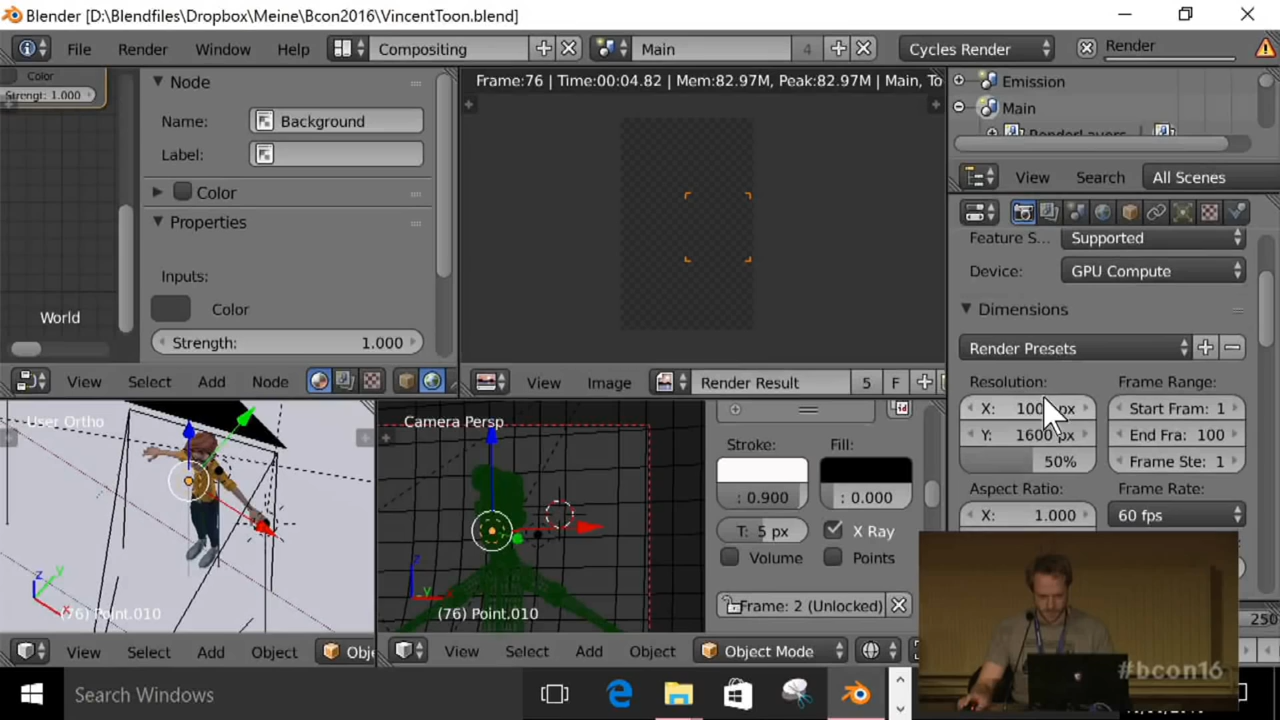 Blender [D:\Blendfiles\Dropbox\Meine\Bcon2016\VincentToon.blend]
File Render Window Help Compositing Main 4 Cycles Render Render
Color
Strengt: 1.000
World
Node
Name: Background
Label:
Color
Properties
Inputs:
Color
Strength: 1.000
View Select Add Node
Frame:76 | Time:00:04.82 | Mem:82.97M, Peak:82.97M | Main, To
View Image Render Result 5 F
Emission
Main
RenderLayers
View Search All Scenes
Feature S... Supported
Device: GPU Compute
Dimensions
Render Presets
Resolution: Frame Range:
X: px Start Fram: 1
Y: 1600 px End Fra: 100
50% Frame Ste: 1
Aspect Ratio: Frame Rate:
X: 1.000 60 fps
User Ortho
z y x
(76) Point.010
View Select Add Object Obj
Camera Persp
z
(76) Point.010
Stroke: Fill:
: 0.900 : 0.000
T: 5 px X Ray
Volume Points
Frame: 2 (Unlocked)
View Select Add Object Object Mode
250
#bcon16
Search Windows